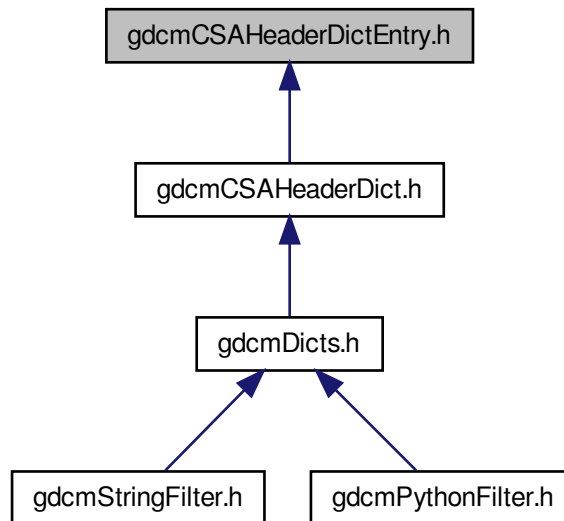 gdcmCSAHeaderDictEntry.h
gdcmCSAHeaderDict.h
gdcmDicts.h
gdcmStringFilter.h
gdcmPythonFilter.h